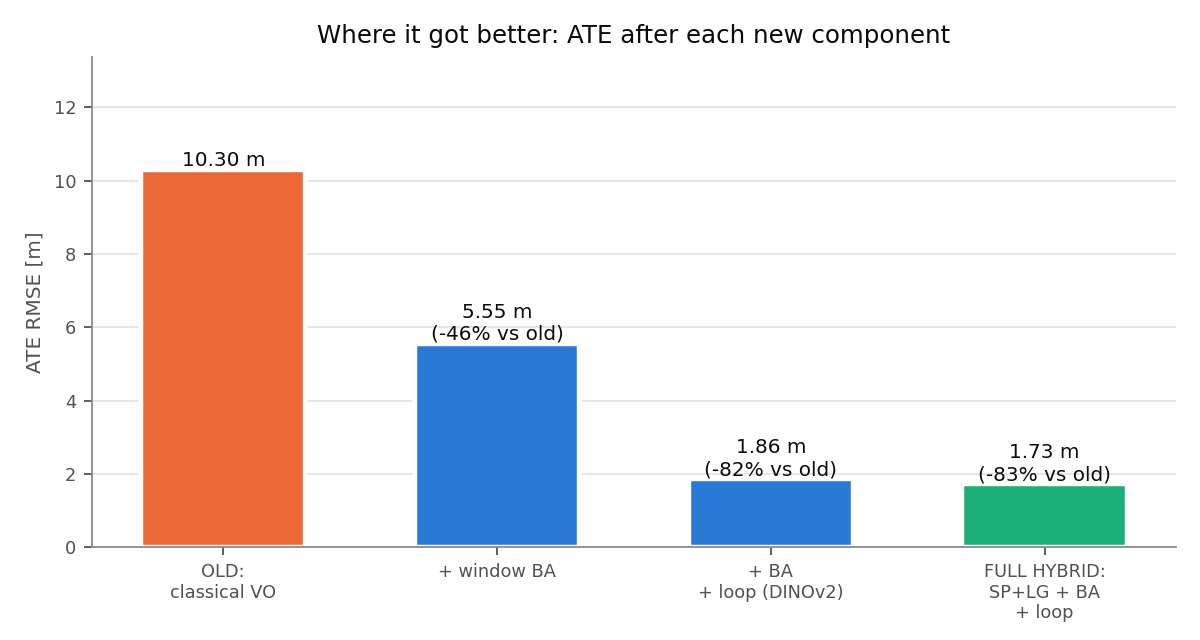 Where it got better: ATE after each new component
ATE RMSE [m]
12
10
8
6
4
2
0
10.30 m
5.55 m
(-46% vs old)
1.86 m
(-82% vs old)
1.73 m
(-83% vs old)
OLD:
classical VO
+ window BA
+ BA
+ loop (DINOv2)
FULL HYBRID:
SP+LG + BA
+ loop